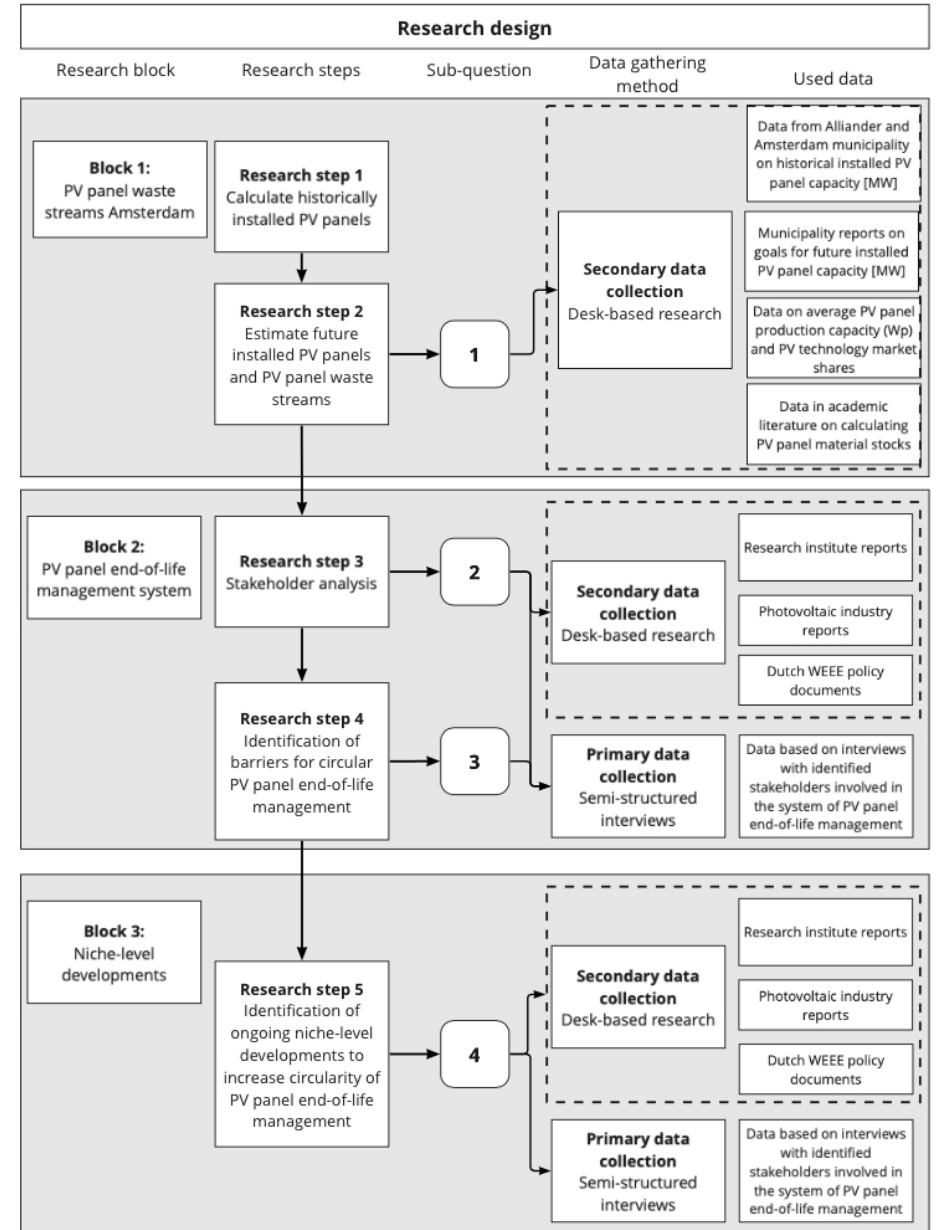 Research design
Research block
Research steps
Sub-question
Data gathering
method
Used data
Block 1:
PV panel waste
streams Amsterdam
Research step 1
Calculate historically
installed PV panels
Research step 2
Estimate future
installed PV panels
and PV panel waste
streams
1
Secondary data
collection
Desk-based research
Data from Alliander and
Amsterdam municipality
on historical installed PV
panel capacity [MW]
Municipality reports on
goals for future installed
PV panel capacity [MW]
Data on average PV panel
production capacity (Wp)
and PV technology market
shares
Data in academic
literature on calculating
PV panel material stocks
Block 2:
PV panel end-of-life
management system
Research step 3
Stakeholder analysis
2
Secondary data
collection
Desk-based research
Research institute reports
Photovoltaic industry
reports
Dutch WEEE policy
documents
Research step 4
Identification of
barriers for circular
PV panel end-of-life
management
3
Primary data
collection
Semi-structured
interviews
Data based on interviews
with identified
stakeholders involved in
the system of PV panel
end-of-life management
Block 3:
Niche-level
developments
Research step 5
Identification of
ongoing niche-level
developments to
increase circularity of
PV panel end-of-life
management
4
Secondary data
collection
Desk-based research
Research institute reports
Photovoltaic industry
reports
Dutch WEEE policy
documents
Primary data
collection
Semi-structured
interviews
Data based on interviews
with identified
stakeholders involved in
the system of PV panel
end-of-life management